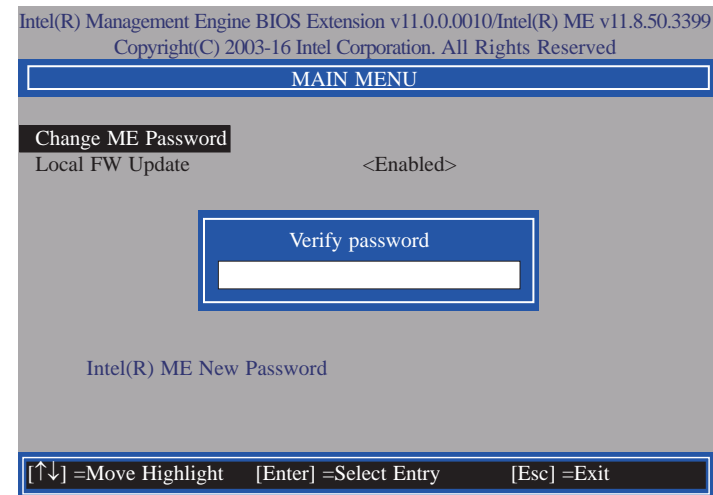 Intel(R) Management Engine BIOS Extension v11.0.0.0010/Intel(R) ME v11.8.50.3399
Copyright(C) 2003-16 Intel Corporation. All Rights Reserved
MAIN MENU
Change ME Password
Local FW Update <Enabled>
Verify password
Intel(R) ME New Password
[↑↓] =Move Highlight [Enter] =Select Entry [Esc] =Exit